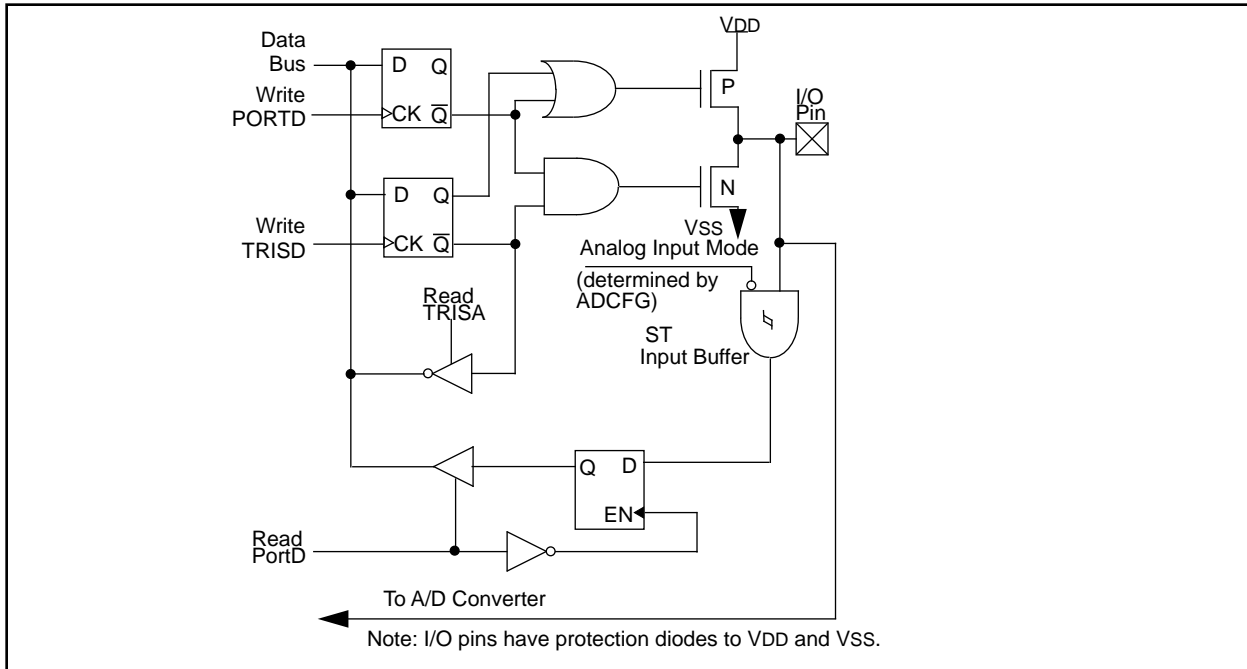 Data
Bus
Write
PORTD
D Q
CK Q
VDD
P
I/O
Pin
Write
TRISD
D Q
CK Q
N
VSS
Analog Input Mode
(determined by
ADCFG)
Read
TRISA
ST
Input Buffer
Q D
EN
Read
PortD
To A/D Converter
Note: I/O pins have protection diodes to VDD and VSS.